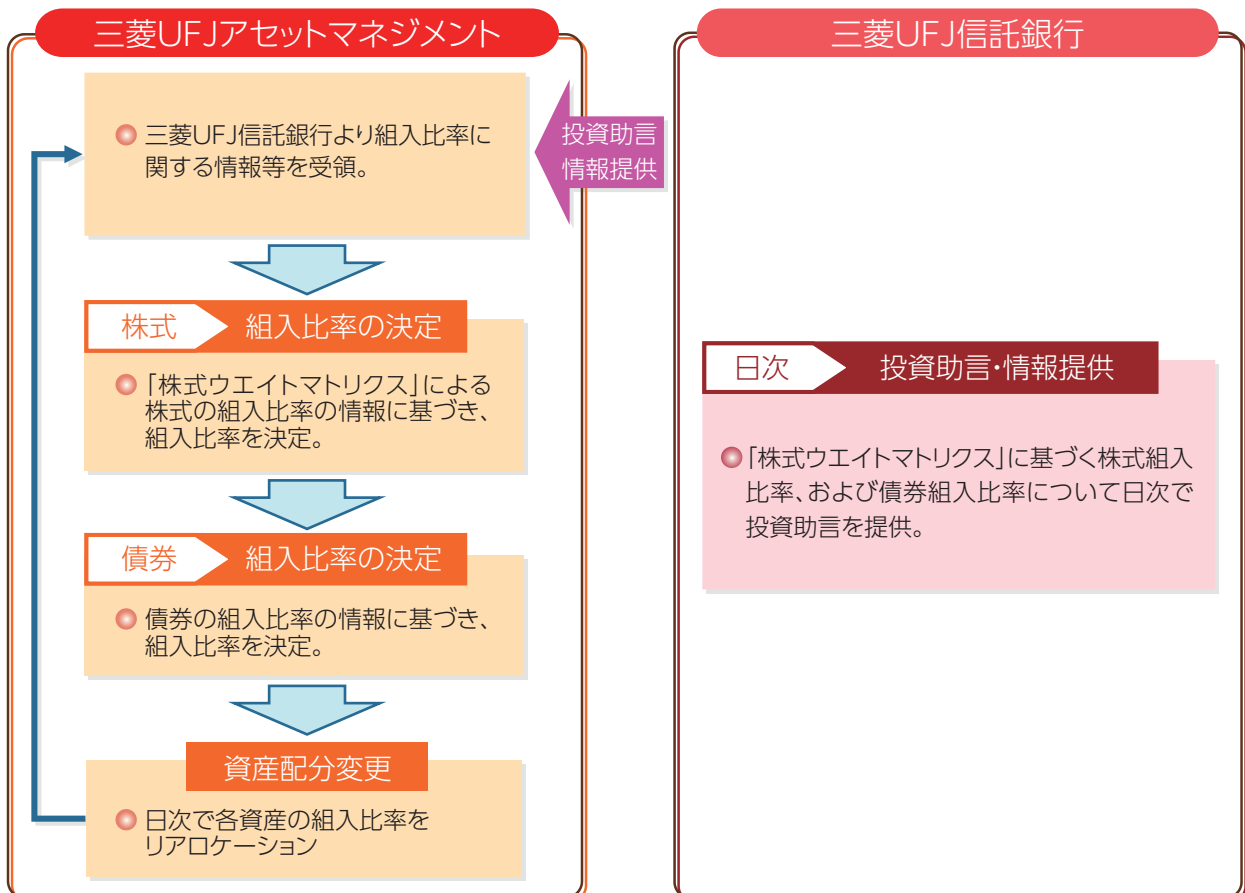 三菱UFJアセットマネジメント
三菱UFJ信託銀行より組入比率に
関する情報等を受領。
株式
組入比率の決定
「株式ウエイトマトリクス」による
株式の組入比率の情報に基づき、
組入比率を決定。
債券
組入比率の決定
債券の組入比率の情報に基づき、
組入比率を決定。
資産配分変更
日次で各資産の組入比率を
リアロケーション
投資助言
情報提供
三菱UFJ信託銀行
日次
投資助言・情報提供
「株式ウエイトマトリクス」に基づく株式組入
比率、および債券組入比率について日次で
投資助言を提供。